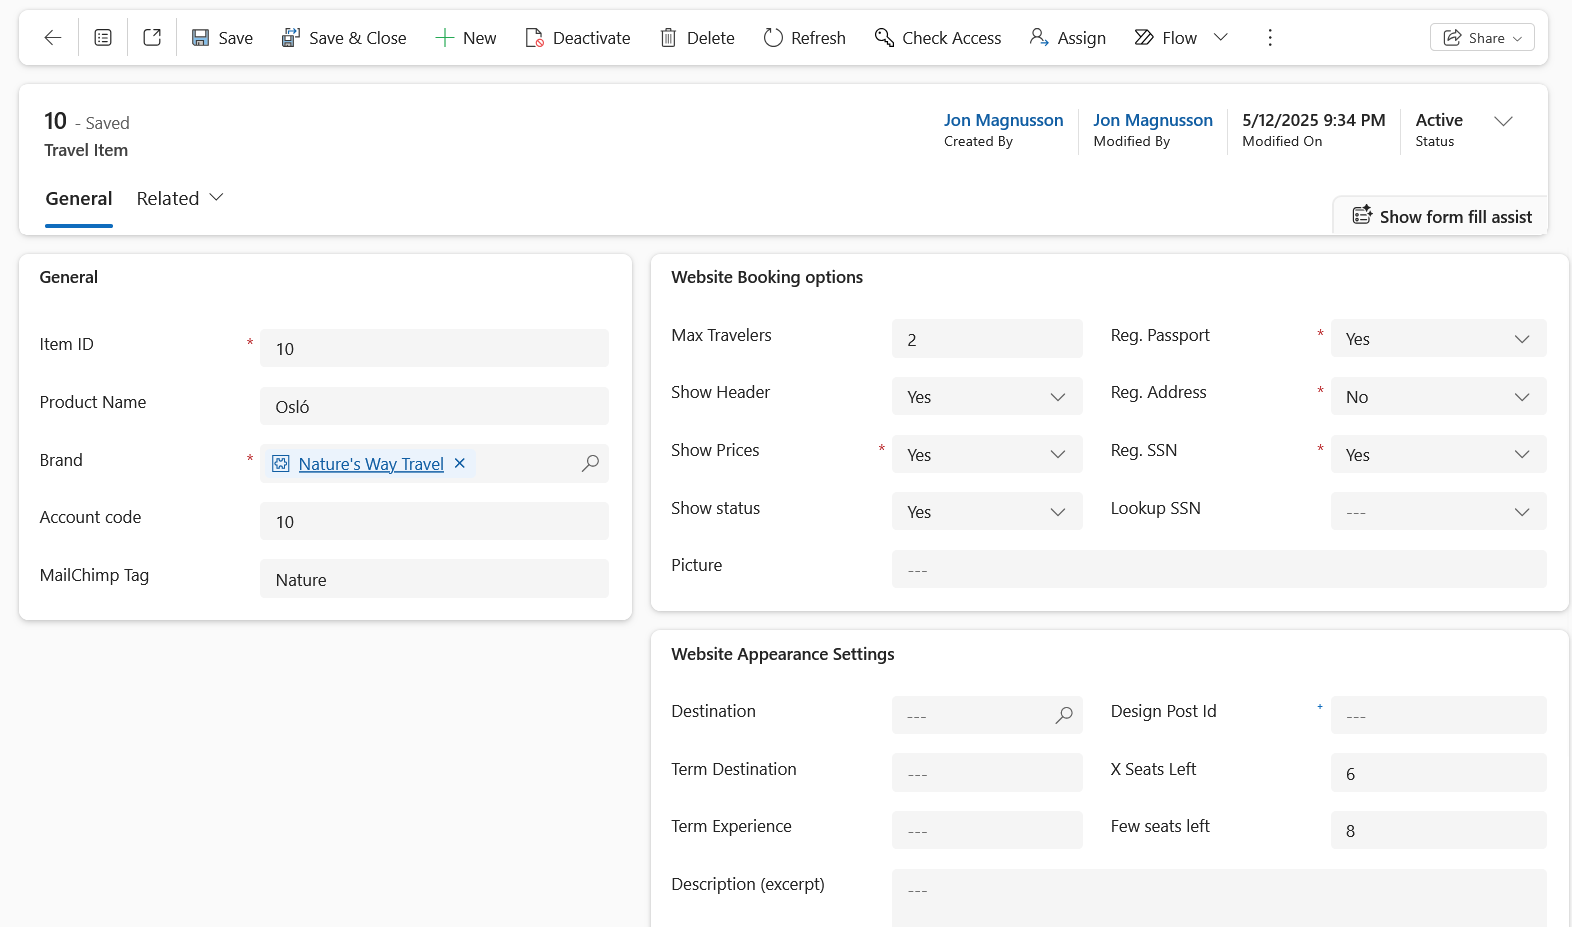 Save
Save & Close
New
Deactivate
Delete
Refresh
Check Access
Assign
Flow
Share
10 - Saved
Travel Item
Jon Magnusson
Created By
Jon Magnusson
Modified By
5/12/2025 9:34 PM
Modified On
Active
Status
General
Related
Show form fill assist
General
Item ID * 10
Product Name Osló
Brand * Nature's Way Travel
Account code 10
MailChimp Tag Nature
Website Booking options
Max Travelers 2
Reg. Passport * Yes
Show Header Yes
Reg. Address * No
Show Prices * Yes
Reg. SSN * Yes
Show status Yes
Lookup SSN ---
Picture ---
Website Appearance Settings
Destination ---
Design Post Id + ---
Term Destination ---
X Seats Left 6
Term Experience ---
Few seats left 8
Description (excerpt) ---